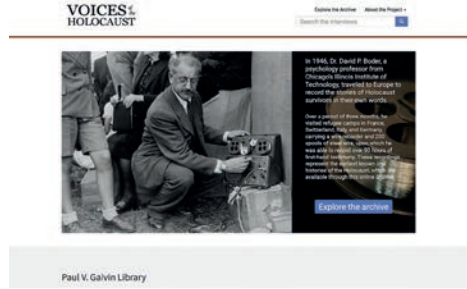 VOICES of the
HOLOCAUST
Explore the Archive About the Project
Search the interviews
In 1946, Dr. David P. Boder, a
psychology professor from
Chicago's Illinois Institute of
Technology, traveled to Europe to
record the stories of Holocaust
survivors in their own words.
Over a period of three months, he
visited refugee camps in France,
Switzerland, Italy, and Germany,
carrying a wire recorder and 200
spools of steel wire, upon which he
was able to record over 90 hours of
first-hand testimony. These recordings
represent the earliest known oral
histories of the Holocaust, which are
available through this online archive.
Explore the archive
Paul V. Galvin Library